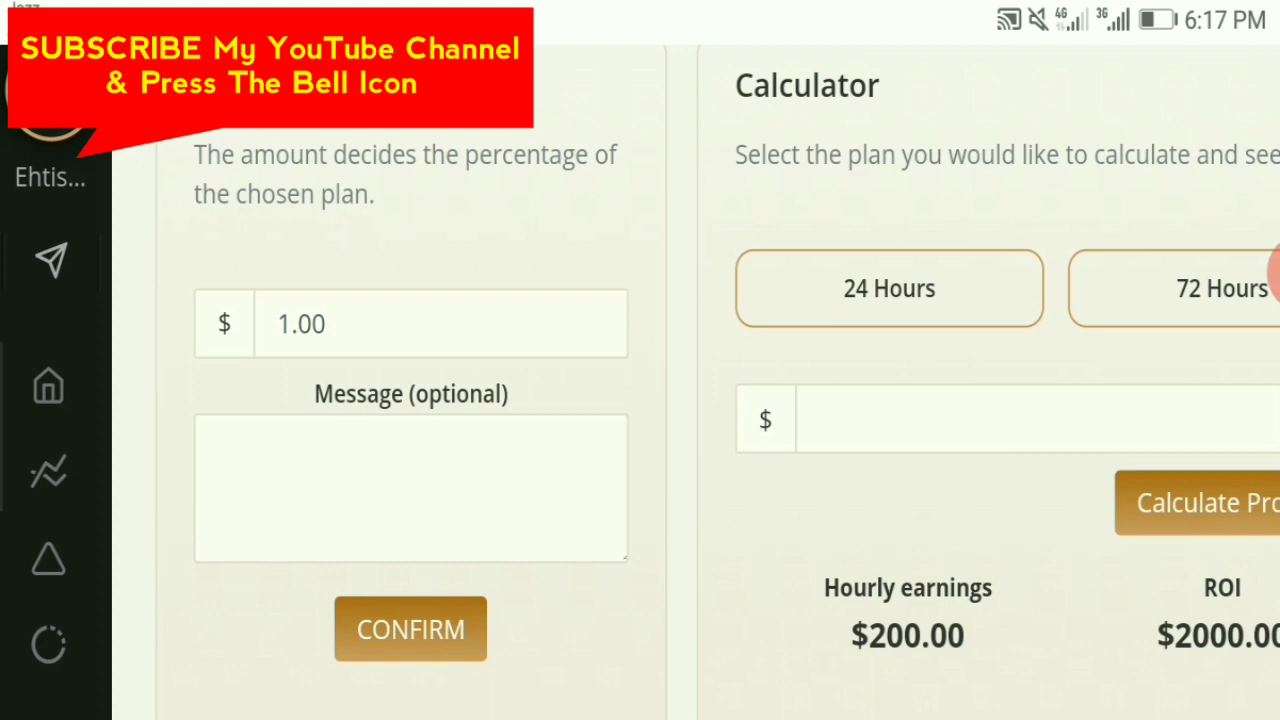 4G 3G 6:17 PM
SUBSCRIBE My YouTube Channel
& Press The Bell Icon
Ehtis...
The amount decides the percentage of
the chosen plan.
$ 1.00
Message (optional)
CONFIRM
Calculator
Select the plan you would like to calculate and see
24 Hours 72 Hours
$
Calculate Pro
Hourly earnings ROI
$200.00 $2000.00